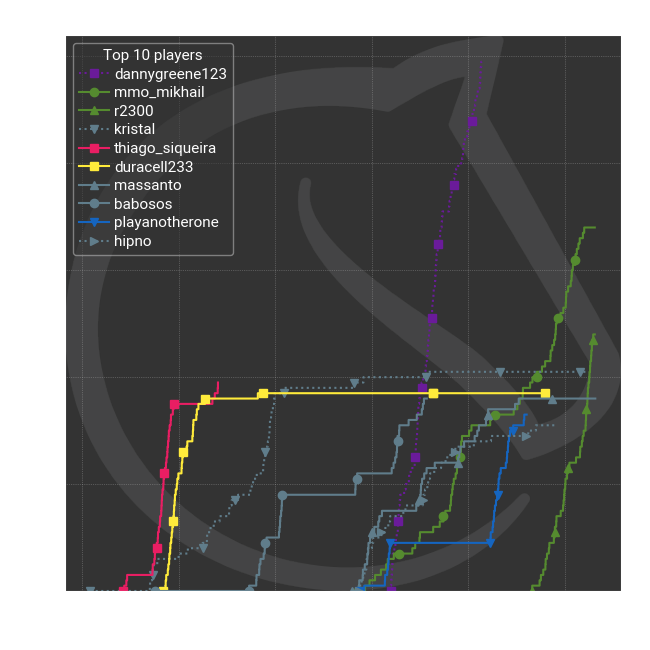 Top 10 players
dannygreene123
mmo_mikhail
r2300
kristal
thiago_siqueira
duracell233
massanto
babosos
playanotherone
hipno